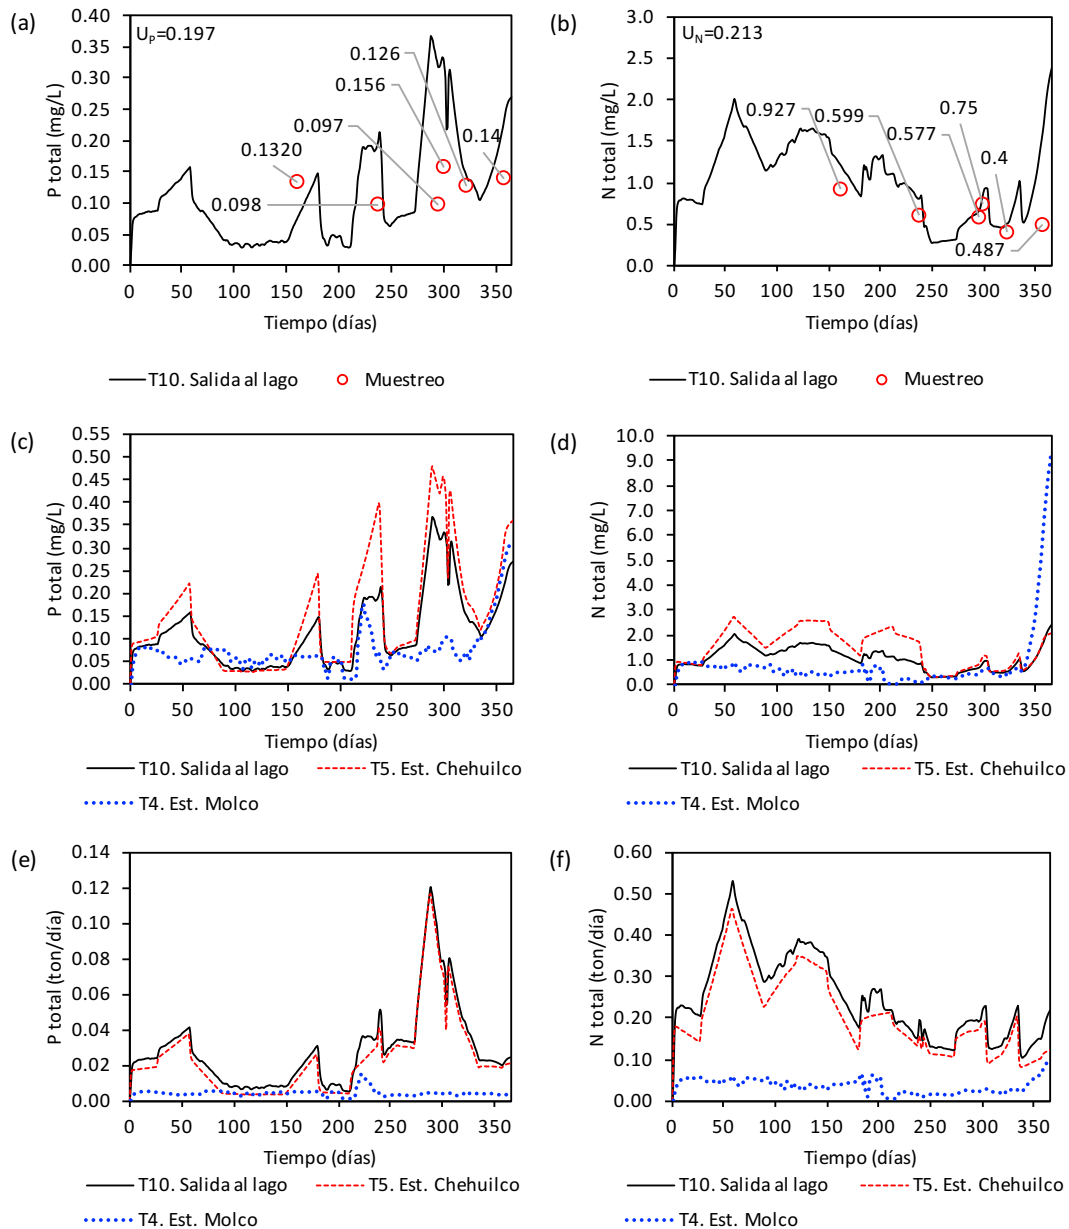 (a)
P total (mg/L)
0.40
0.35
0.30
0.25
0.20
0.15
0.10
0.05
0.00
U_P=0.197
0.126
0.156
0.097
0.1320
0.098
0.14
0 50 100 150 200 250 300 350
Tiempo (días)
T10. Salida al lago Muestreo
(b)
N total (mg/L)
3.0
2.5
2.0
1.5
1.0
0.5
0.0
U_N=0.213
0.927
0.599
0.577
0.75
0.4
0.487
0 50 100 150 200 250 300 350
Tiempo (días)
T10. Salida al lago Muestreo
(c)
P total (mg/L)
0.55
0.50
0.45
0.40
0.35
0.30
0.25
0.20
0.15
0.10
0.05
0.00
0 50 100 150 200 250 300 350
Tiempo (días)
T10. Salida al lago T5. Est. Chehuilco
T4. Est. Molco
(d)
N total (mg/L)
10.0
9.0
8.0
7.0
6.0
5.0
4.0
3.0
2.0
1.0
0.0
0 50 100 150 200 250 300 350
Tiempo (días)
T10. Salida al lago T5. Est. Chehuilco
T4. Est. Molco
(e)
P total (ton/día)
0.14
0.12
0.10
0.08
0.06
0.04
0.02
0.00
0 50 100 150 200 250 300 350
Tiempo (días)
T10. Salida al lago T5. Est. Chehuilco
T4. Est. Molco
(f)
N total (ton/día)
0.60
0.50
0.40
0.30
0.20
0.10
0.00
0 50 100 150 200 250 300 350
Tiempo (días)
T10. Salida al lago T5. Est. Chehuilco
T4. Est. Molco